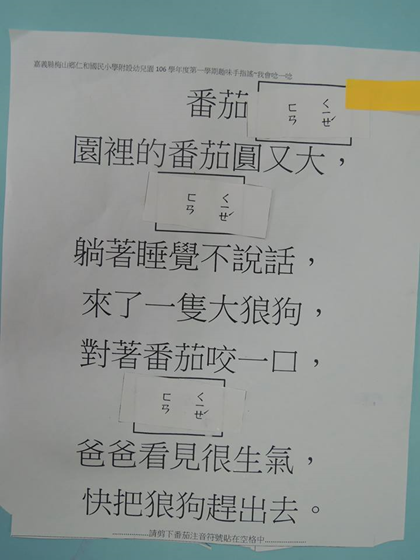 嘉義縣梅山鄉仁和國民小學附設幼兒園 106 學年度第一學期趣味手指謠~我會唸一唸
番茄 ㄈㄢ ㄑㄧㄝˊ
園裡的番茄圓又大，
ㄈㄢ ㄑㄧㄝˊ
躺著睡覺不說話，
來了一隻大狼狗，
對著番茄咬一口，
ㄈㄢ ㄑㄧㄝˊ
爸爸看見很生氣，
快把狼狗趕出去。
......................請剪下番茄注音符號貼在空格中..............